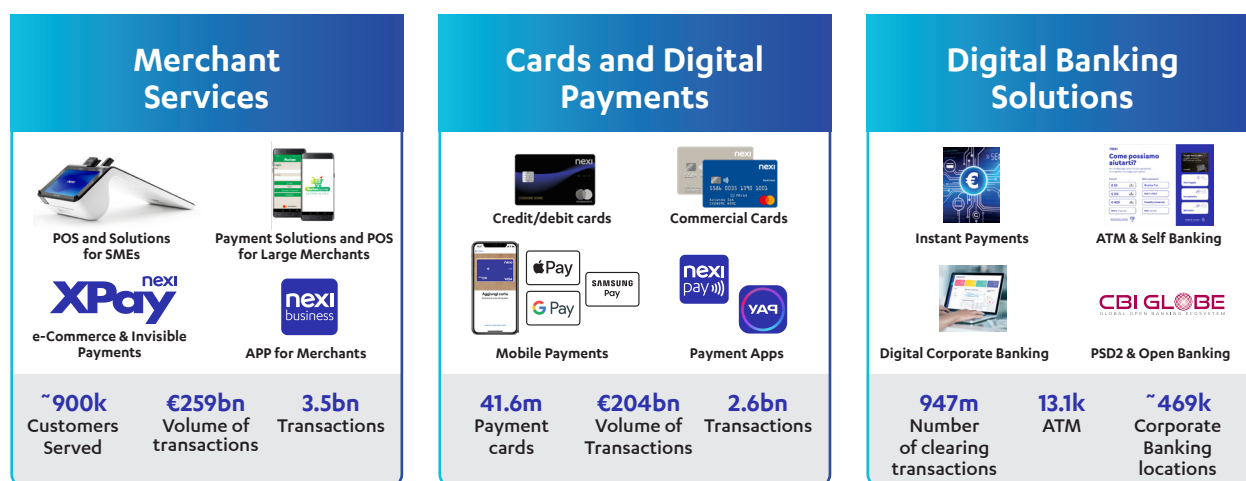 Merchant
Services
Cards and Digital
Payments
Digital Banking
Solutions
POS and Solutions
for SMEs
Payment Solutions and POS
for Large Merchants
nexi
XPay
e-Commerce & Invisible
Payments
nexi
business
APP for Merchants
~900k
Customers
Served
€259bn
Volume of
transactions
3.5bn
Transactions
nexi
Credit/debit cards
nexi
nexi
Commercial Cards
Aggiungi carta
Pay
G Pay
SAMSUNG
Pay
Mobile Payments
nexi
pay
YAP
Payment Apps
41.6m
Payment
cards
€204bn
Volume of
Transactions
2.6bn
Transactions
€
Instant Payments
nexi
Come possiamo
aiutarti?
ATM & Self Banking
Digital Corporate Banking
CBI GLOBE
GLOBAL OPEN BANKING ECOSYSTEM
PSD2 & Open Banking
947m
Number
of clearing
transactions
13.1k
ATM
~469k
Corporate
Banking
locations